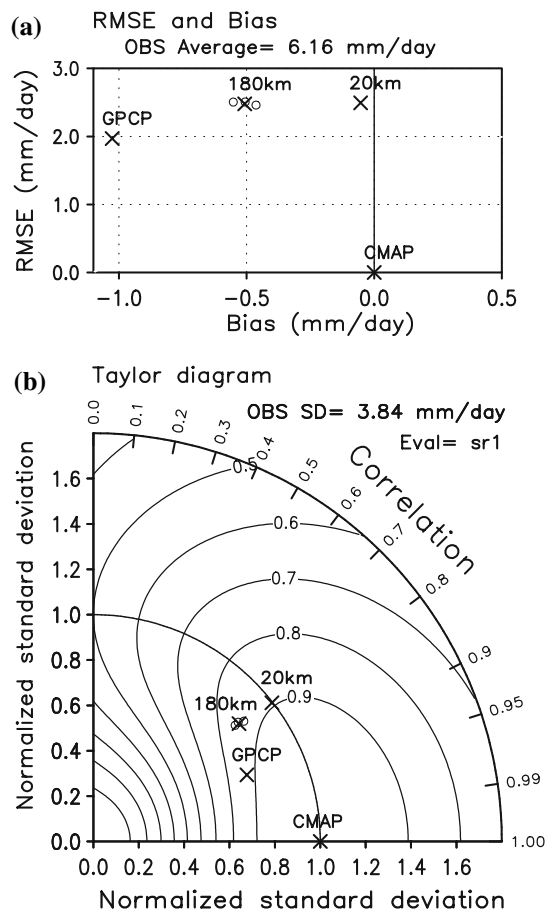 (a) RMSE and Bias
OBS Average= 6.16 mm/day
3.0
180km 20km
GPCP
2.0
RMSE (mm/day)
1.0
CMAP
0.0
-1.0 -0.5 0.0 0.5
Bias (mm/day)
(b) Taylor diagram
OBS SD= 3.84 mm/day
Eval= sr1
Correlation
0.0 0.1 0.2 0.3 0.4 0.5 0.6 0.7 0.8 0.9 0.95 0.99 1.00
0.5
0.6
0.7
0.8
0.9
20km
180km
GPCP
CMAP
Normalized standard deviation
1.6
1.4
1.2
1.0
0.8
0.6
0.4
0.2
0.0
0.0 0.2 0.4 0.6 0.8 1.0 1.2 1.4 1.6
Normalized standard deviation